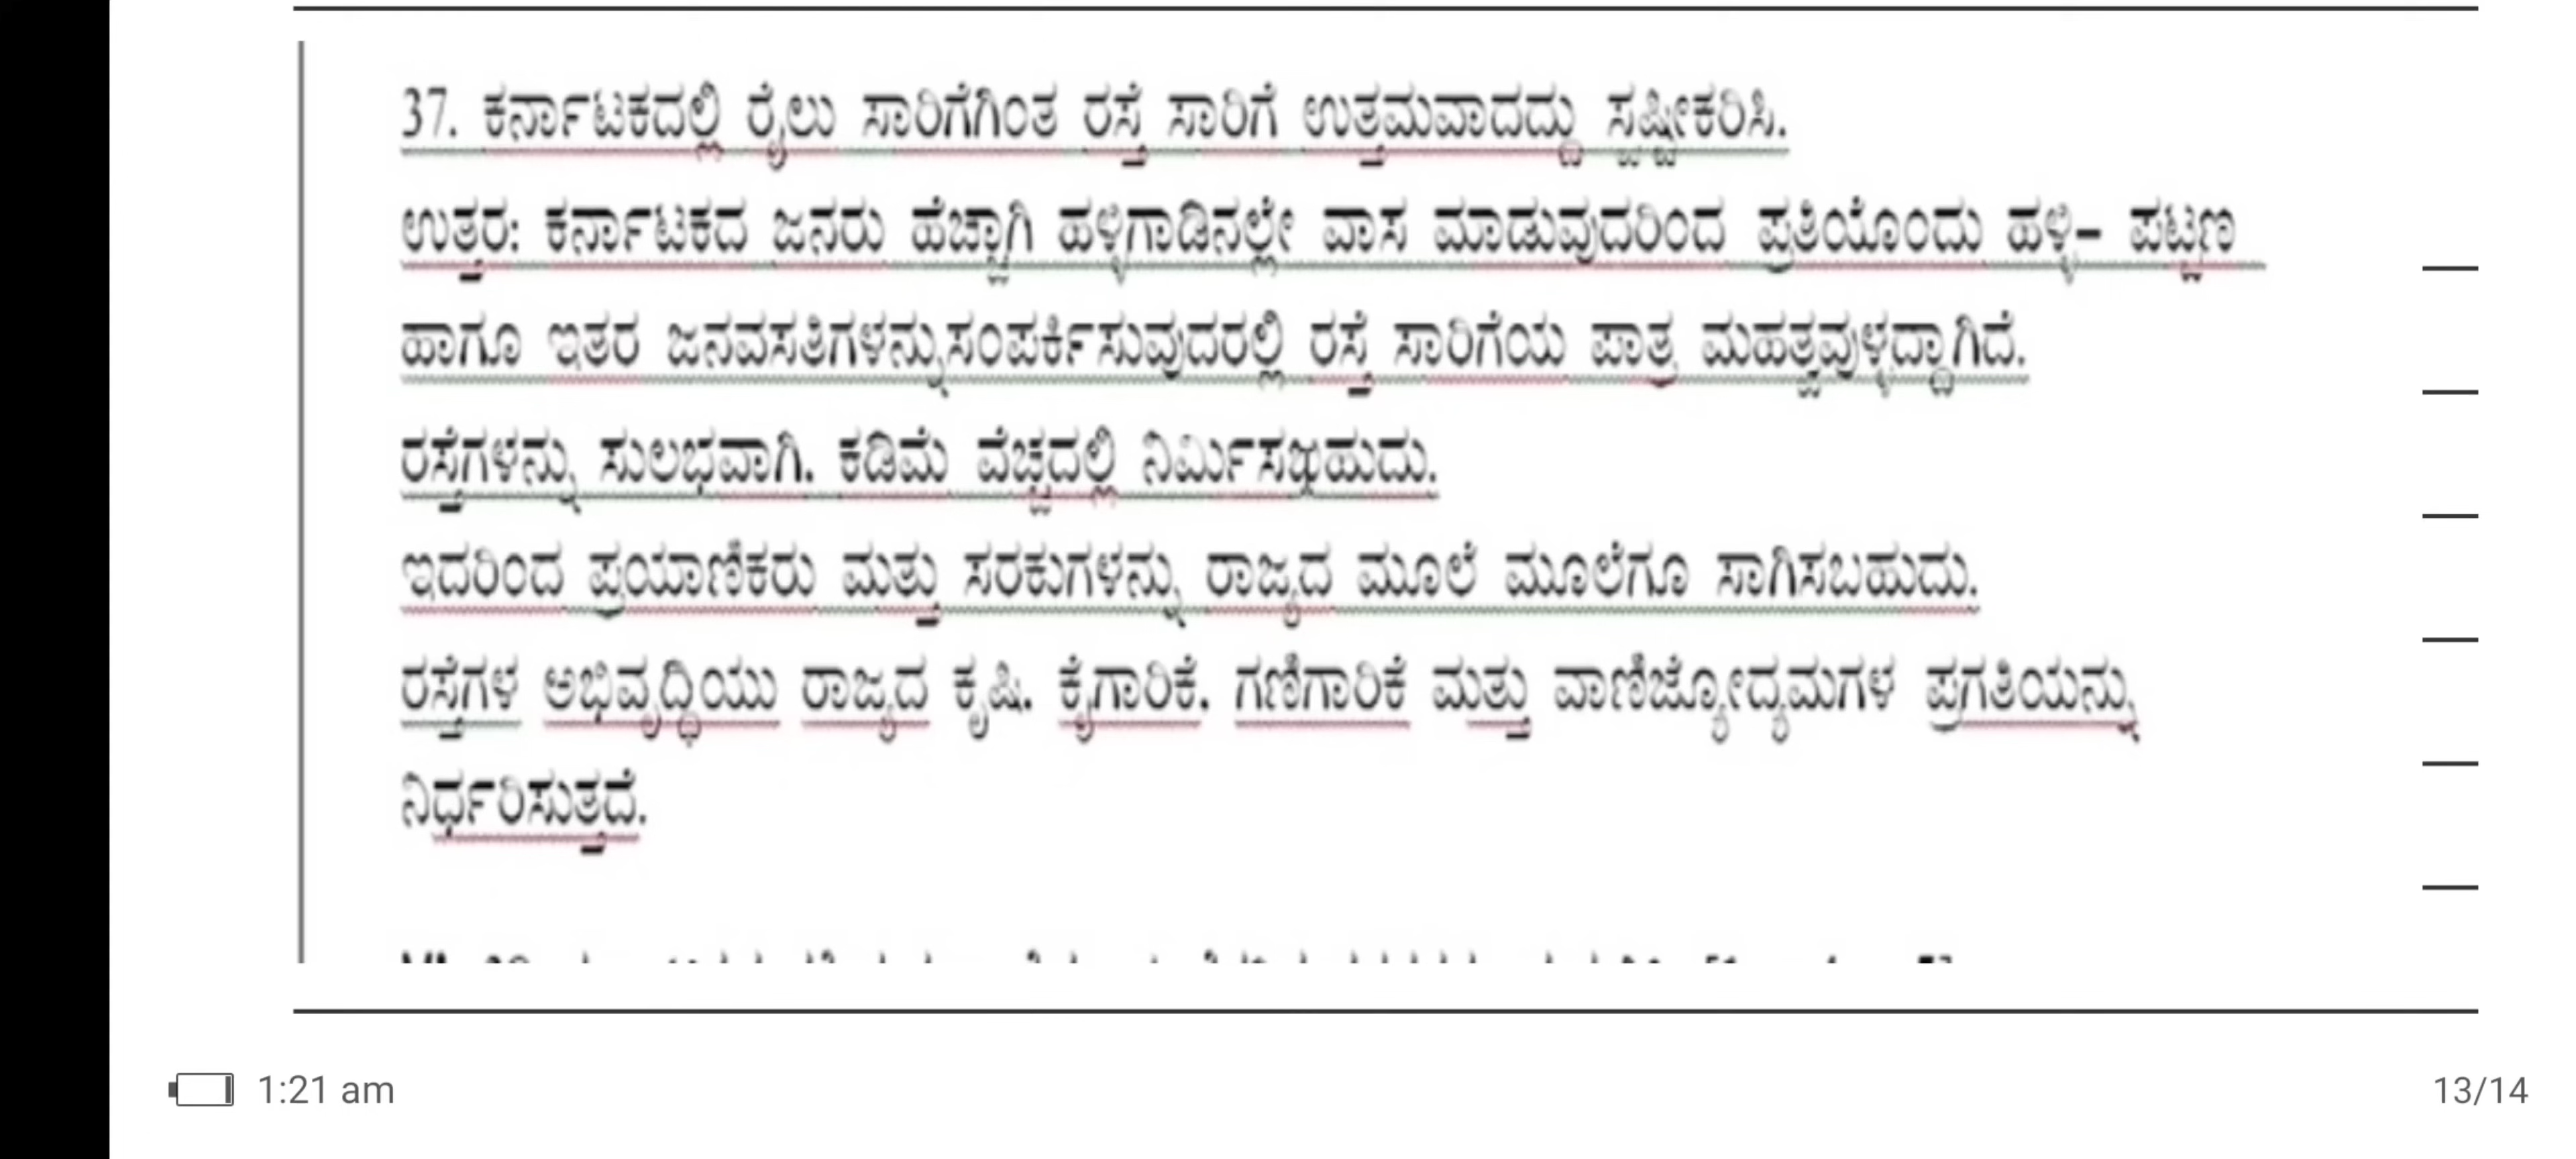 37. ಕರ್ನಾಟಕದಲ್ಲಿ ರೈಲು ಸಾರಿಗೆಗಿಂತ ರಸ್ತೆ ಸಾರಿಗೆ ಉತ್ತಮವಾದದ್ದು ಸ್ಪಷ್ಟೀಕರಿಸಿ.
ಉತ್ತರ: ಕರ್ನಾಟಕದ ಜನರು ಹೆಚ್ಚಾಗಿ ಹಳ್ಳಿಗಾಡಿನಲ್ಲೇ ವಾಸ ಮಾಡುವುದರಿಂದ ಪ್ರತಿಯೊಂದು ಹಳ್ಳಿ– ಪಟ್ಟಣ
ಹಾಗೂ ಇತರ ಜನವಸತಿಗಳನ್ನುಸಂಪರ್ಕಿಸುವುದರಲ್ಲಿ ರಸ್ತೆ ಸಾರಿಗೆಯ ಪಾತ್ರ ಮಹತ್ವವುಳ್ಳದ್ದಾಗಿದೆ.
ರಸ್ತೆಗಳನ್ನು ಸುಲಭವಾಗಿ. ಕಡಿಮೆ ವೆಚ್ಚದಲ್ಲಿ
ಇದರಿಂದ ಪ್ರಯಾಣಿಕರು ಮತ್ತು ಸರಕುಗಳನ್ನು ರಾಜ್ಯದ ಮೂಲೆ ಮೂಲೆಗೂ ಸಾಗಿಸಬಹುದು.
ರಸ್ತೆಗಳ ಅಭಿವೃದ್ಧಿಯು ರಾಜ್ಯದ ಕೃಷಿ. ಕೈಗಾರಿಕೆ. ಗಣಿಗಾರಿಕೆ ಮತ್ತು ವಾಣಿಜ್ಯೋದ್ಯಮಗಳ ಪ್ರಗತಿಯನ್ನು
ನಿರ್ಧರಿಸುತ್ತದೆ.
1:21 am
13/14